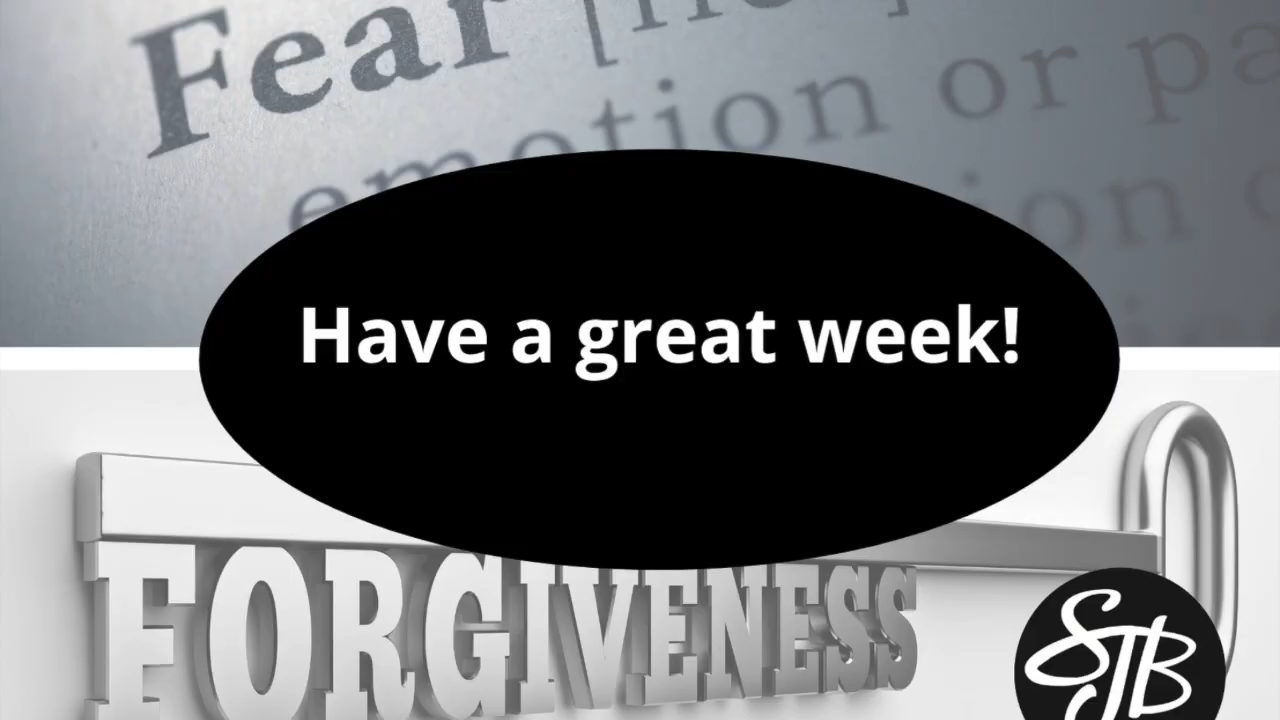 Fear
emotion or pa
Have a great week!
FORGIVENESS
SJB